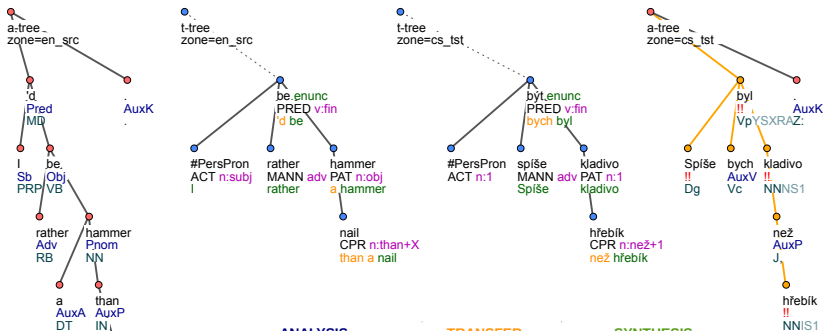 a-tree
zone=en_src
'd
Pred
MD
.
AuxK
.
I
Sb
PRP
be
Obj
VB
rather
Adv
RB
hammer
Pnom
NN
a
AuxA
DT
than
AuxP
IN
t-tree
zone=en_src
be.enunc
PRED v:fin
'd be
#PersPron
ACT n:subj
I
rather
MANN adv
rather
hammer
PAT n:obj
a hammer
nail
CPR n:than+X
than a nail
t-tree
zone=cs_tst
být.enunc
PRED v:fin
bych byl
#PersPron
ACT n:1
spíše
MANN adv
Spíše
kladivo
PAT n:1
kladivo
hřebík
CPR n:než+1
než hřebík
a-tree
zone=cs_tst
byl
!!
VpYSXRAZ:
.
AuxK
Spíše
!!
Dg
bych
AuxV
Vc
kladivo
!!
NNNS1
než
AuxP
J,
hřebík
!!
NNIS1
ANALYSIS
TRANSFER
SYNTHESIS